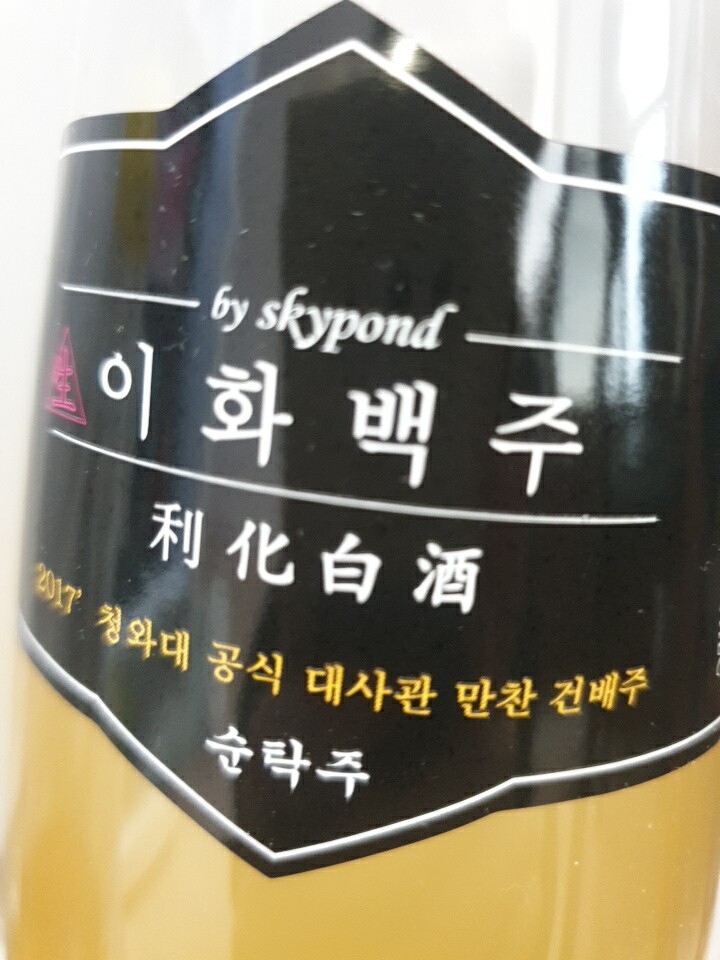 by skypond
生 이화백주
利化白酒
'2017' 청와대 공식 대사관 만찬 건배주
순탁주